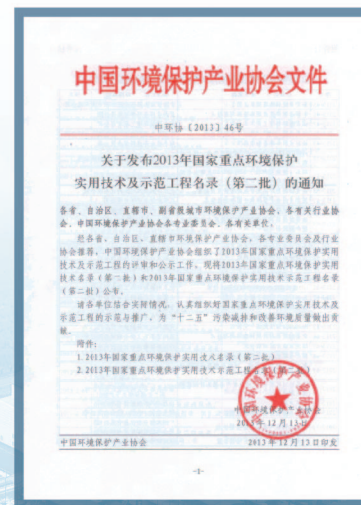 中国环境保护产业协会文件
中环协〔2013〕46号
关于发布2013年国家重点环境保护
实用技术及示范工程名录（第二批）的通知
各省、自治区、直辖市、副省级城市环境保护产业协会、各有关行业协
会、中国环境保护产业协会各专业委员会、各有关单位：
经各省、自治区、直辖市环境保护产业协会、各专业委员会及行业
协会推荐，中国环境保护产业协会组织了2013年国家重点环境保护实用
技术及示范工程的评审和公示工作。现将2013年国家重点环境保护实用
技术名录（第二批）和2013年国家重点环境保护实用技术示范工程名录
（第二批）公布。
请各单位结合实际情况，认真组织好国家重点环境保护实用技术及
示范工程的示范与推广，为“十二五”污染减排和改善环境质量做出贡
献。
附件：
1.2013年国家重点环境保护实用技术名录（第二批）
2.2013年国家重点环境保护实用技术示范工程名录（第二批）
中国环境保护产业协会
2013年12月13日
中国环境保护产业协会 2013年12月13日印发
-1-